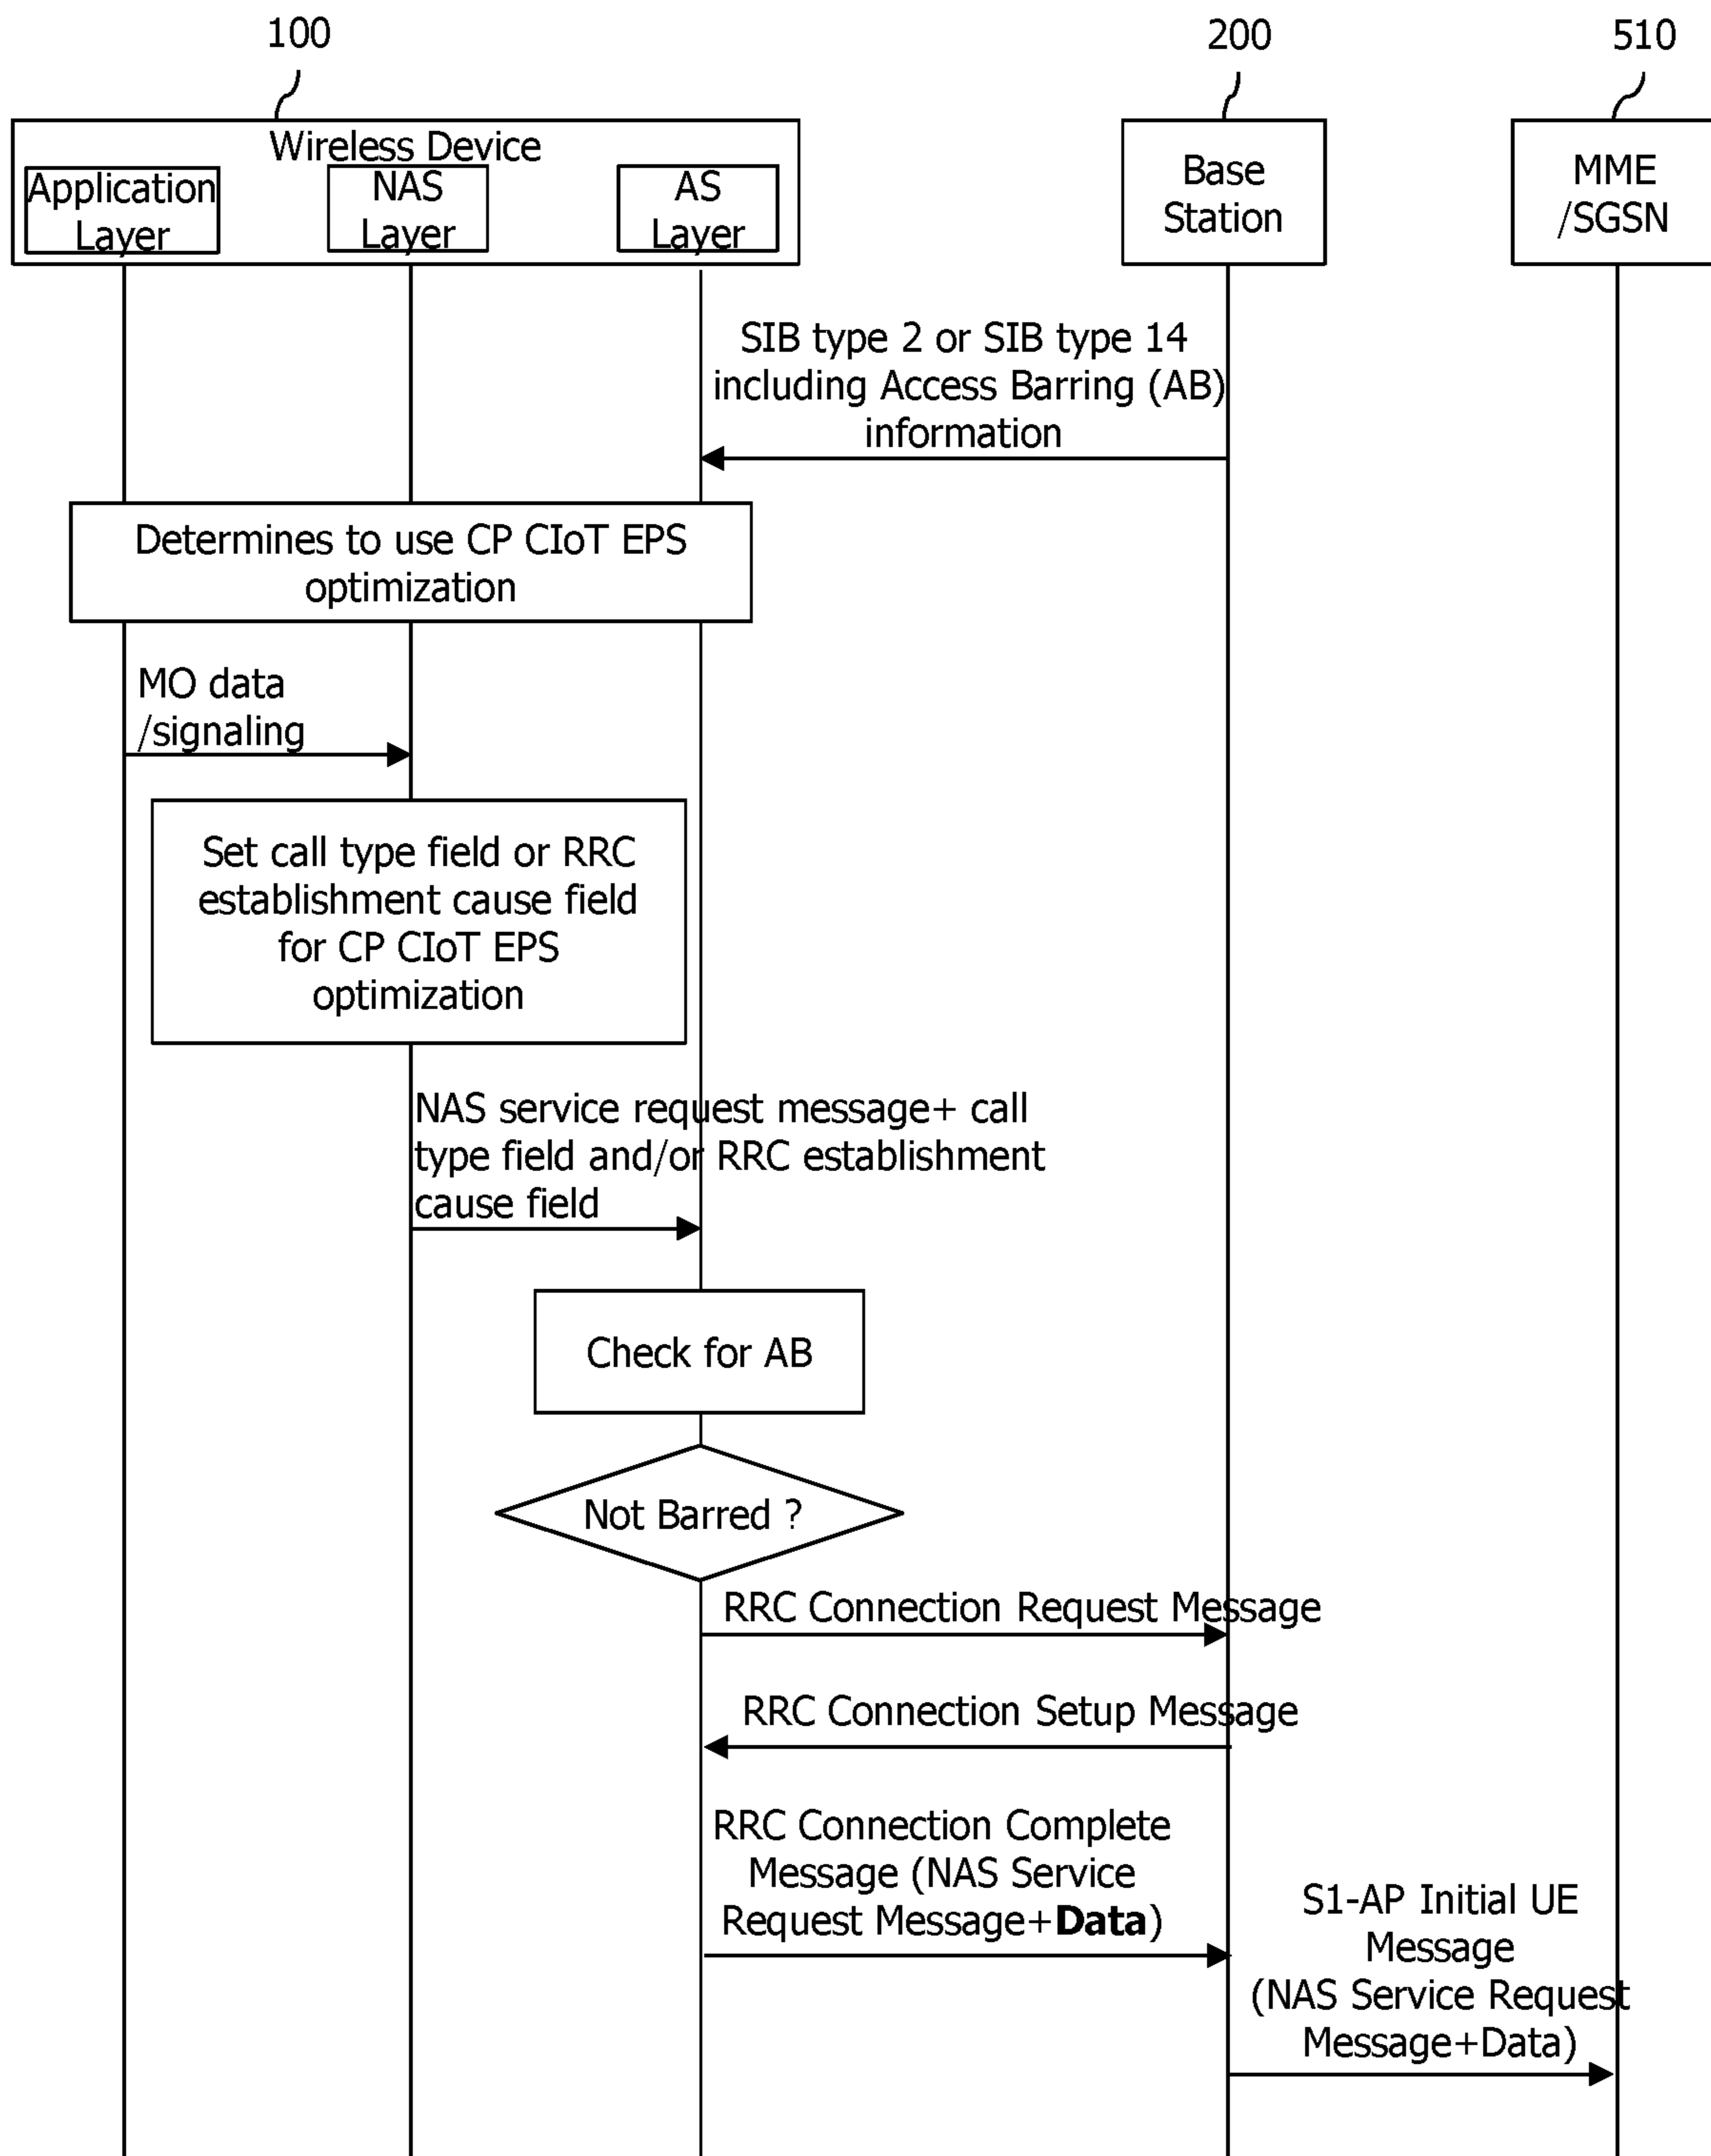 100
200
510
Wireless Device
Application
Layer
NAS
Layer
AS
Layer
Base
Station
MME
/SGSN
SIB type 2 or SIB type 14
including Access Barring (AB)
information
Determines to use CP CIoT EPS
optimization
MO data
/signaling
Set call type field or RRC
establishment cause field
for CP CIoT EPS
optimization
NAS service request message+ call
type field and/or RRC establishment
cause field
Check for AB
Not Barred ?
RRC Connection Request Message
RRC Connection Setup Message
RRC Connection Complete
Message (NAS Service
Request Message+Data)
S1-AP Initial UE
Message
(NAS Service Request
Message+Data)